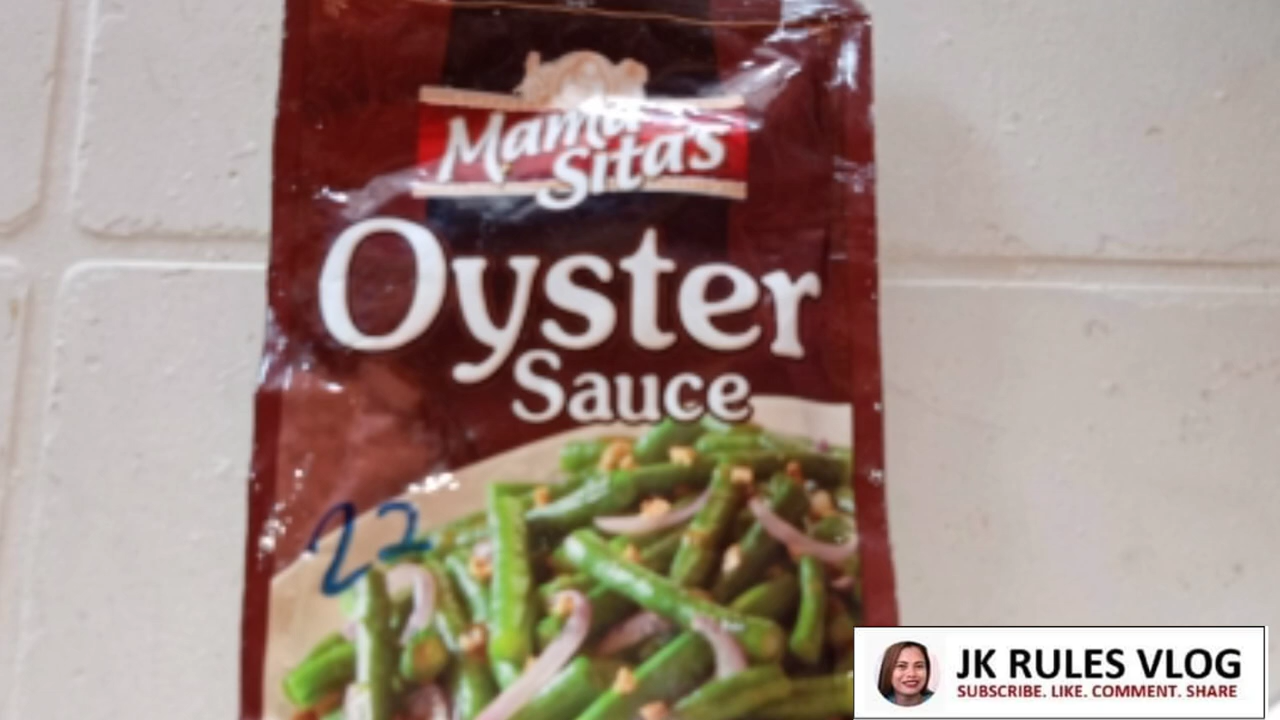 Mama
Sita's
Oyster
Sauce
22
JK RULES VLOG
SUBSCRIBE. LIKE. COMMENT. SHARE